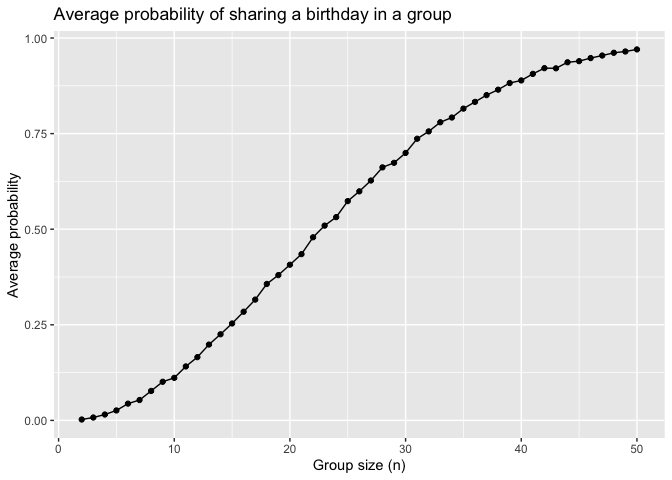 Average probability of sharing a birthday in a group
1.00
0.75
0.50
0.25
0.00
Average probability
0 10 20 30 40 50
Group size (n)